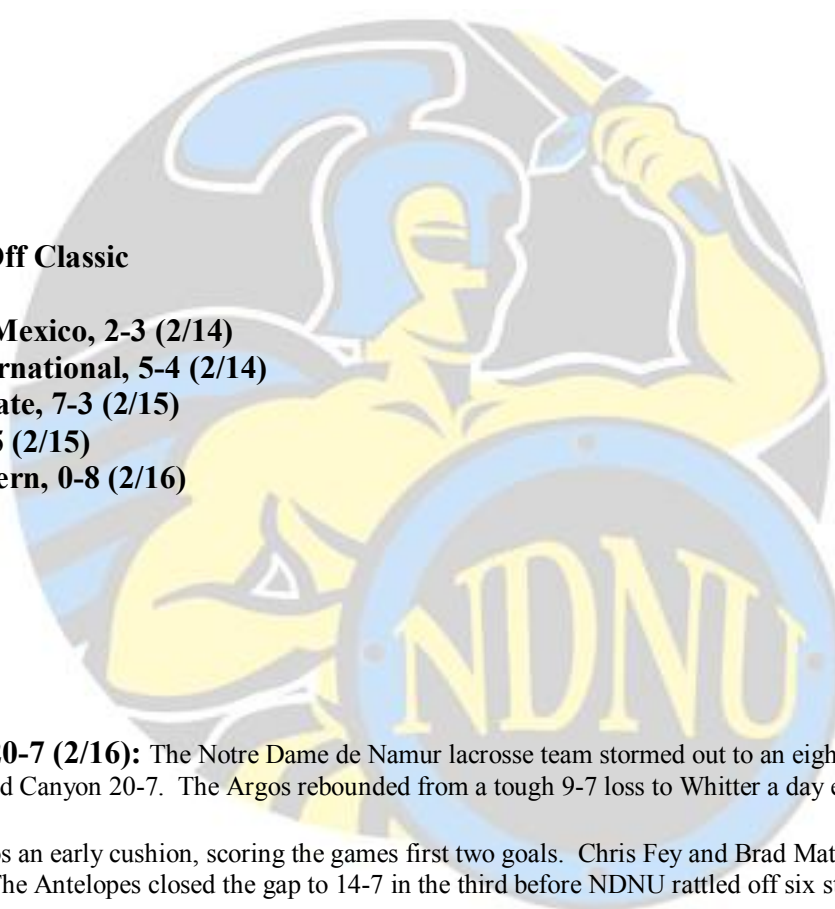 Off Classic
Mexico, 2-3 (2/14)
ernational, 5-4 (2/14)
ate, 7-3 (2/15)
(2/15)
ern, 0-8 (2/16)
NDNU
20-7 (2/16): The Notre Dame de Namur lacrosse team stormed out to an eigh
d Canyon 20-7. The Argos rebounded from a tough 9-7 loss to Whitter a day e
s an early cushion, scoring the games first two goals. Chris Fey and Brad Mat
The Antelopes closed the gap to 14-7 in the third before NDNU rattled off six st